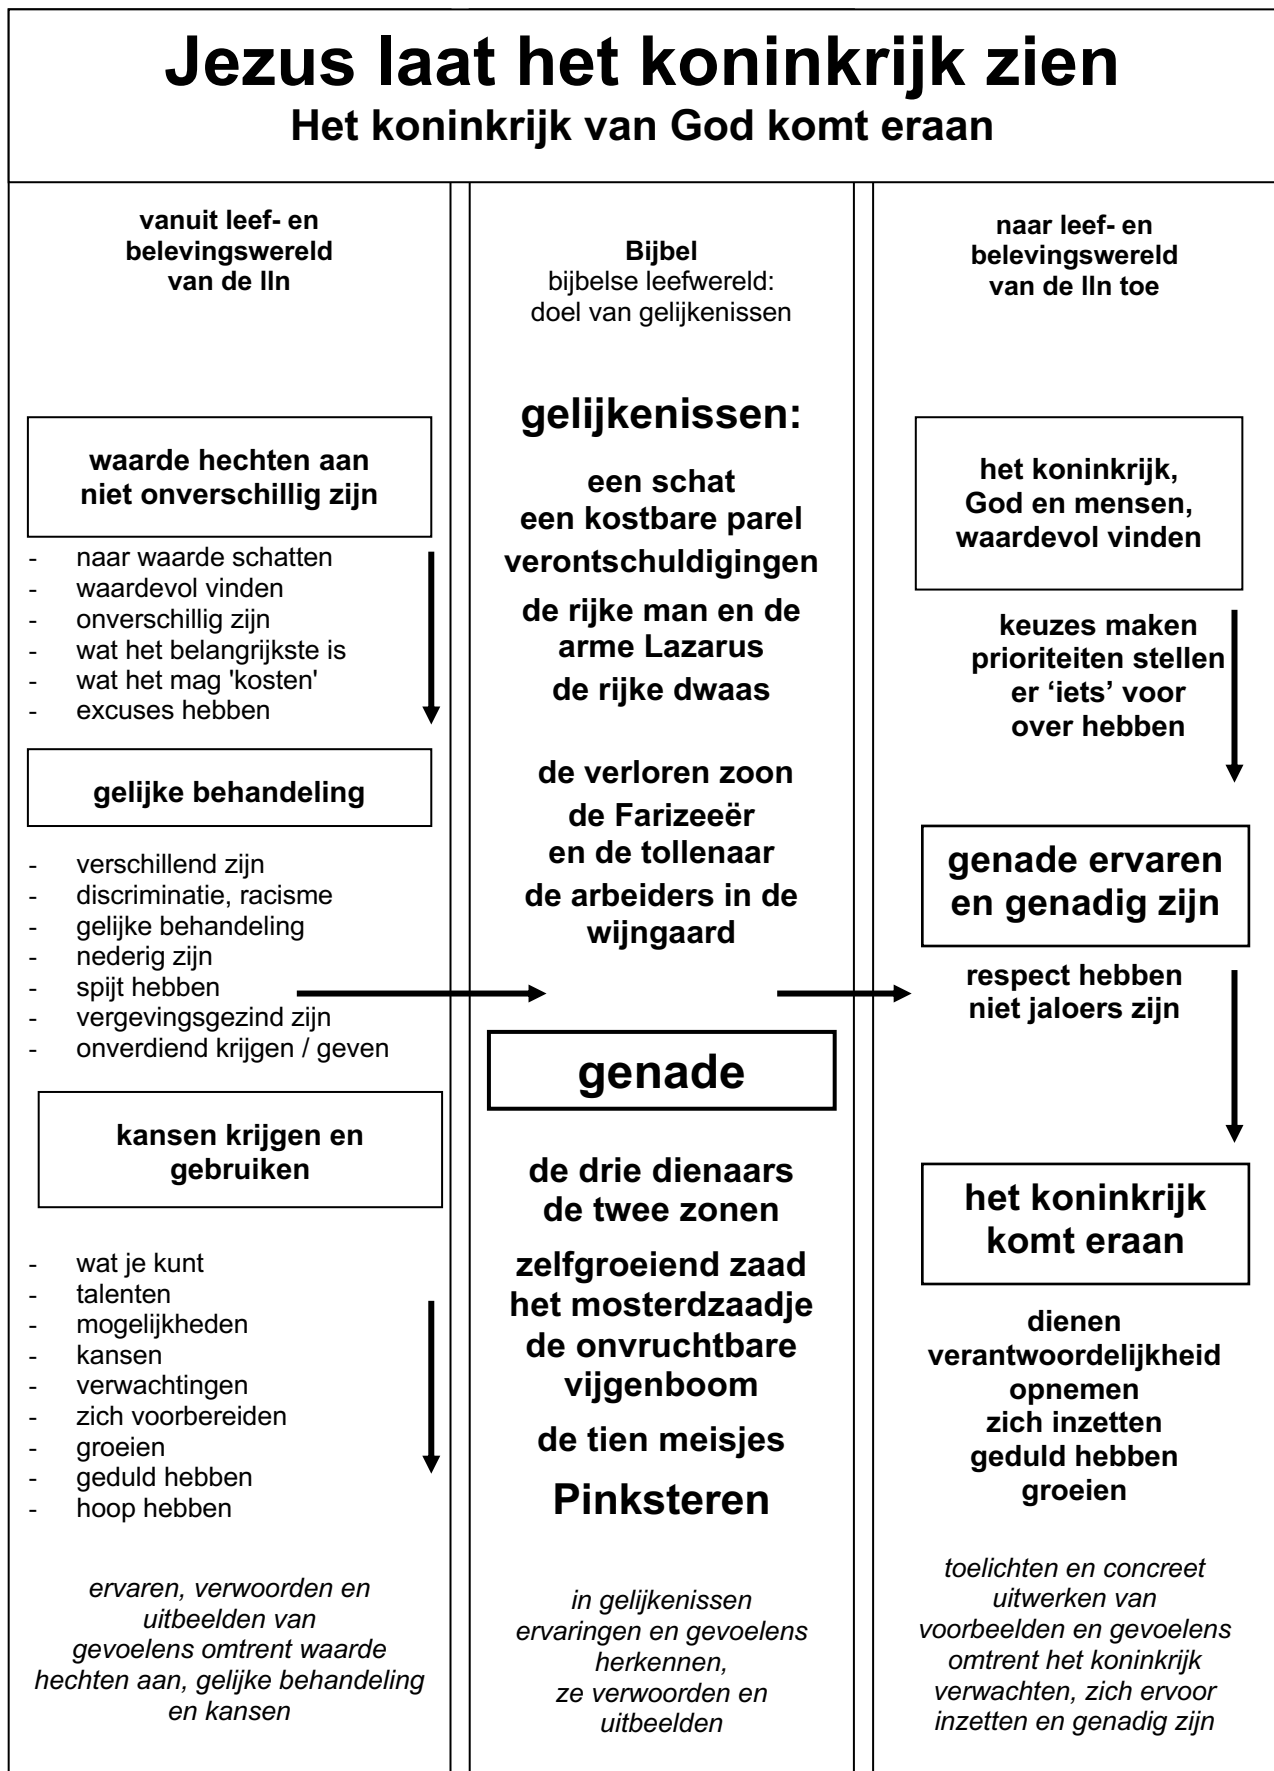 Jezus laat het koninkrijk zien
Het koninkrijk van God komt eraan
vanuit leef- en
belevingswereld
van de lln
waarde hechten aan
niet onverschillig zijn
- naar waarde schatten
- waardevol vinden
- onverschillig zijn
- wat het belangrijkste is
- wat het mag 'kosten'
- excuses hebben
gelijke behandeling
- verschillend zijn
- discriminatie, racisme
- gelijke behandeling
- nederig zijn
- spijt hebben
- vergevingsgezind zijn
- onverdiend krijgen / geven
kansen krijgen en
gebruiken
- wat je kunt
- talenten
- mogelijkheden
- kansen
- verwachtingen
- zich voorbereiden
- groeien
- geduld hebben
- hoop hebben
ervaren, verwoorden en
uitbeelden van
gevoelens omtrent waarde
hechten aan, gelijke behandeling
en kansen
Bijbel
bijbelse leefwereld:
doel van gelijkenissen
gelijkenissen:
een schat
een kostbare parel
verontschuldigingen
de rijke man en de
arme Lazarus
de rijke dwaas
de verloren zoon
de Farizeeër
en de tollenaar
de arbeiders in de
wijngaard
genade
de drie dienaars
de twee zonen
zelfgroeiend zaad
het mosterdzaadje
de onvruchtbare
vijgenboom
de tien meisjes
Pinksteren
in gelijkenissen
ervaringen en gevoelens
herkennen,
ze verwoorden en
uitbeelden
naar leef- en
belevingswereld
van de lln toe
het koninkrijk,
God en mensen,
waardevol vinden
keuzes maken
prioriteiten stellen
er ‘iets’ voor
over hebben
genade ervaren
en genadig zijn
respect hebben
niet jaloers zijn
het koninkrijk
komt eraan
dienen
verantwoordelijkheid
opnemen
zich inzetten
geduld hebben
groeien
toelichten en concreet
uitwerken van
voorbeelden en gevoelens
omtrent het koninkrijk
verwachten, zich ervoor
inzetten en genadig zijn